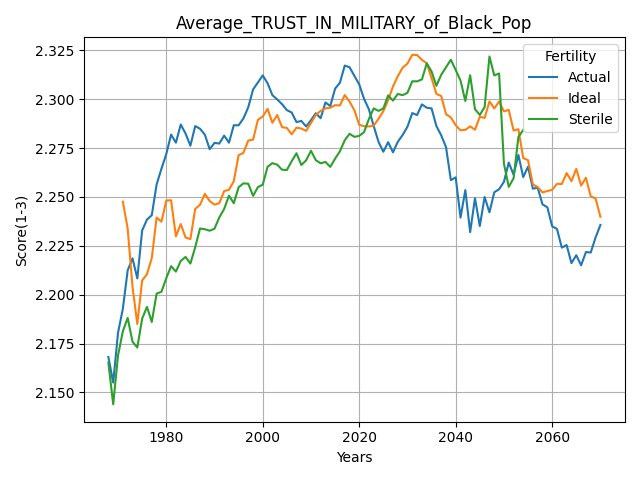 Average_TRUST_IN_MILITARY_of_Black_Pop
2.325
2.300
2.275
2.250
2.225
2.200
2.175
2.150
Score(1-3)
Fertility
Actual
Ideal
Sterile
1980 2000 2020 2040 2060
Years